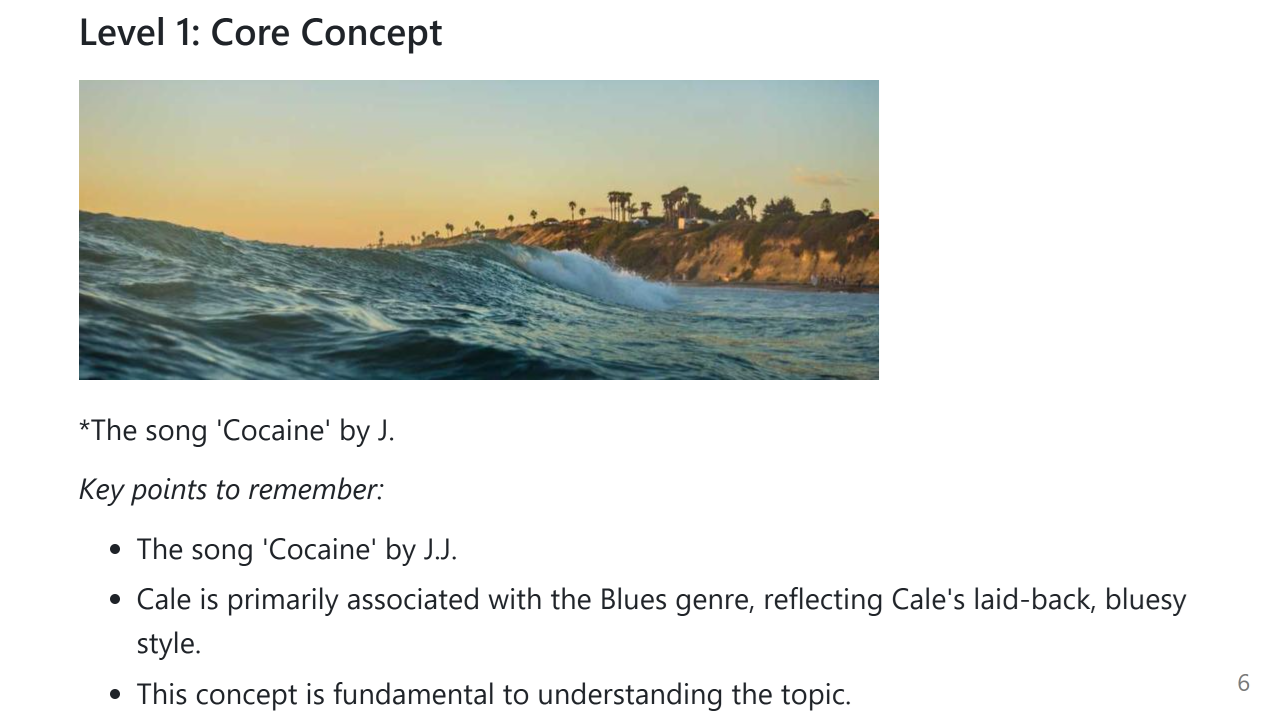 Level 1: Core Concept
*The song 'Cocaine' by J.
Key points to remember:
• The song 'Cocaine' by J.J.
• Cale is primarily associated with the Blues genre, reflecting Cale's laid-back, bluesy
style.
• This concept is fundamental to understanding the topic.
6